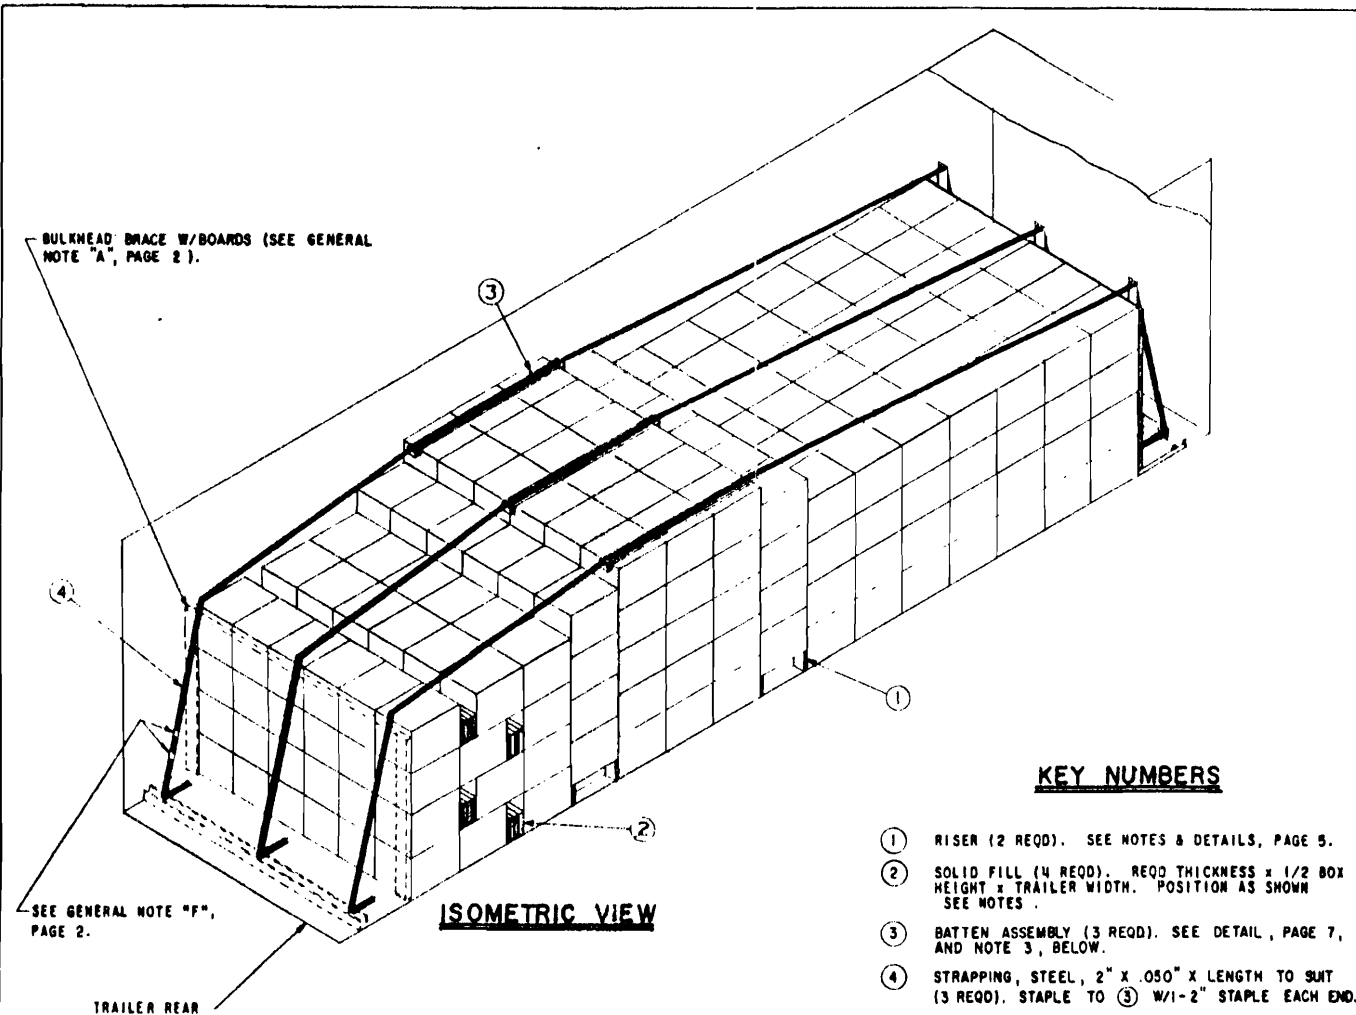 BULKHEAD BRACE W/BOARDS (SEE GENERAL
NOTE "A", PAGE 2 ).
3
4
1
2
SEE GENERAL NOTE "F",
PAGE 2.
TRAILER REAR
ISOMETRIC VIEW
KEY NUMBERS
1 RISER (2 REQD). SEE NOTES & DETAILS, PAGE 5.
2 SOLID FILL (4 REQD). REQD THICKNESS x 1/2 BOX
HEIGHT x TRAILER WIDTH. POSITION AS SHOWN
SEE NOTES .
3 BATTEN ASSEMBLY (3 REQD). SEE DETAIL, PAGE 7,
AND NOTE 3, BELOW.
4 STRAPPING, STEEL, 2" X .050" X LENGTH TO SUIT
(3 REQD). STAPLE TO 3 W/1-2" STAPLE EACH END.